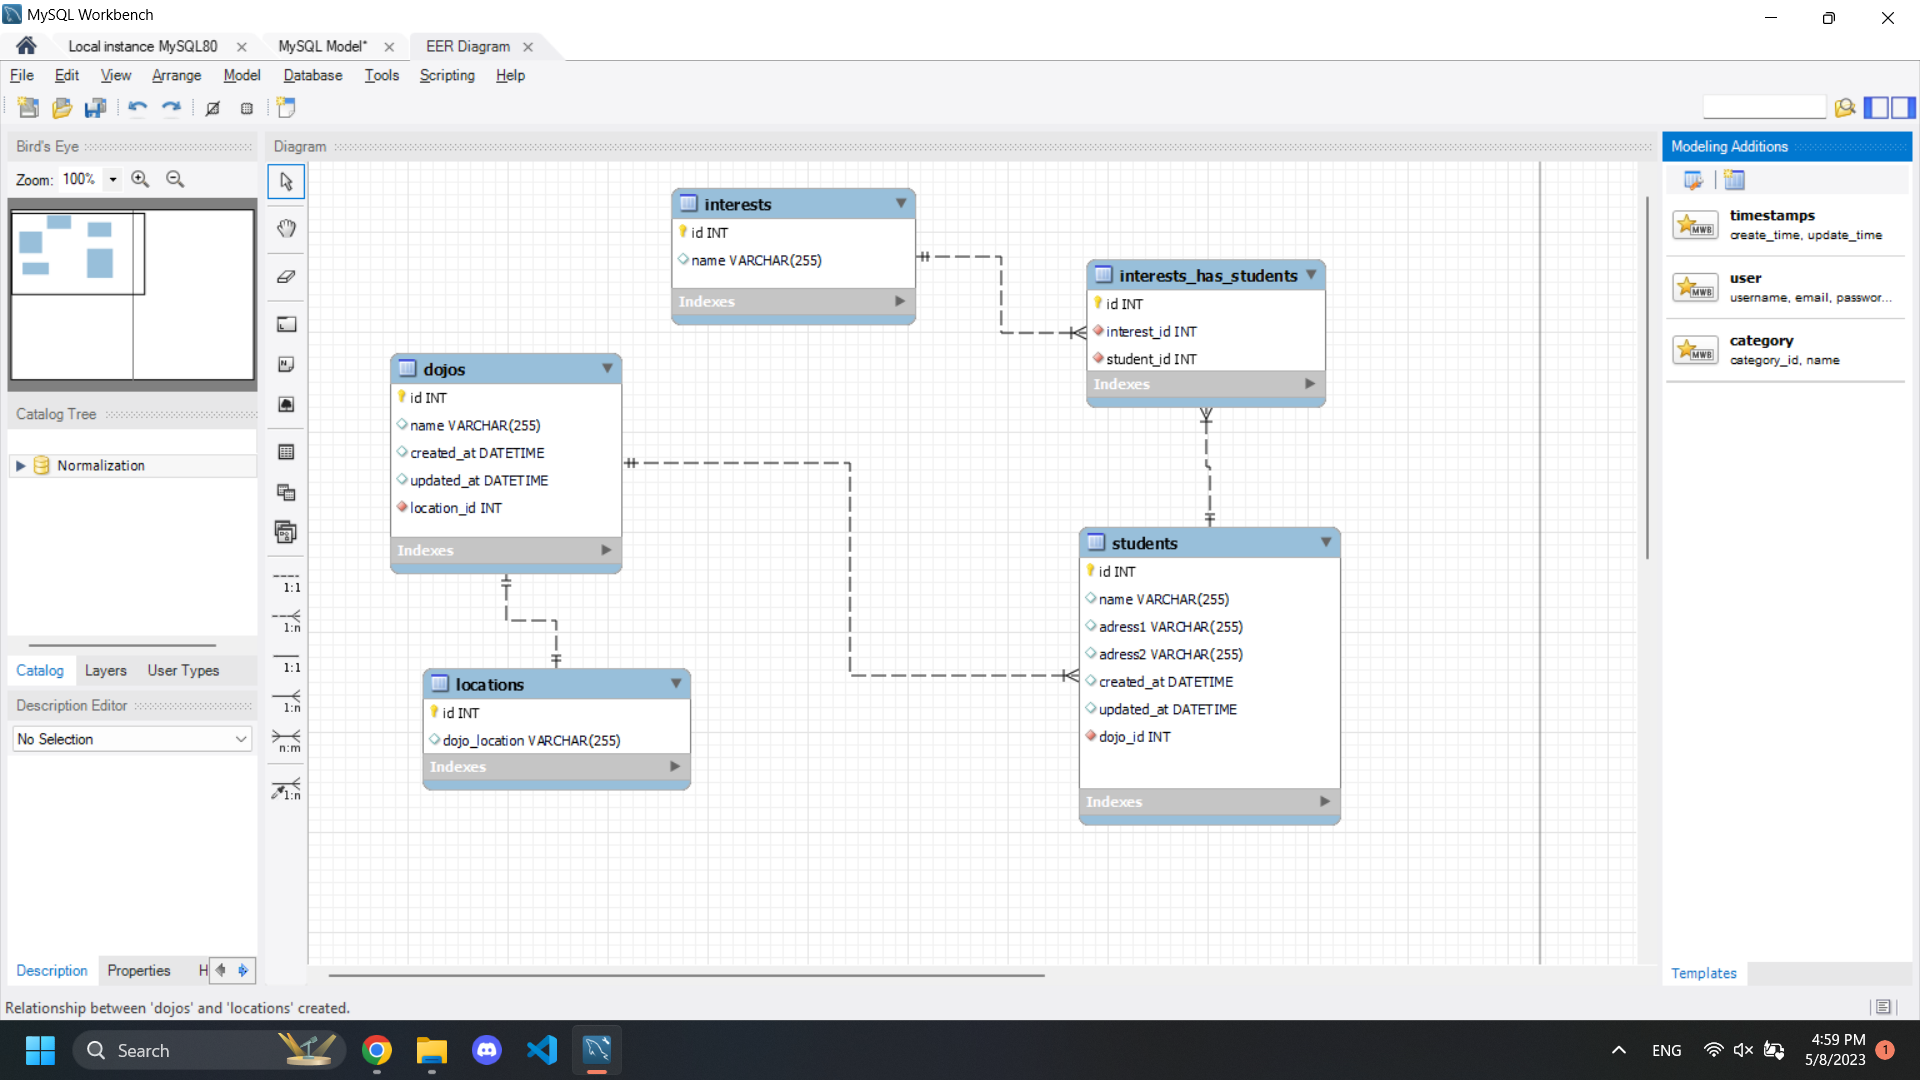 MySQL Workbench
Local instance MySQL80
MySQL Model*
EER Diagram
File Edit View Arrange Model Database Tools Scripting Help
Bird's Eye
Zoom: 100%
Catalog Tree
Normalization
Catalog Layers User Types
Description Editor
No Selection
Description Properties H
Diagram
1:1
1:n
1:1
1:n
n:m
1:n
interests
id INT
name VARCHAR(255)
Indexes
interests_has_students
id INT
interest_id INT
student_id INT
Indexes
dojos
id INT
name VARCHAR(255)
created_at DATETIME
updated_at DATETIME
location_id INT
Indexes
students
id INT
name VARCHAR(255)
adress1 VARCHAR(255)
adress2 VARCHAR(255)
created_at DATETIME
updated_at DATETIME
dojo_id INT
Indexes
locations
id INT
dojo_location VARCHAR(255)
Indexes
Modeling Additions
MWB
timestamps
create_time, update_time
MWB
user
username, email, passwor...
MWB
category
category_id, name
Templates
Relationship between 'dojos' and 'locations' created.
Search
ENG
4:59 PM
5/8/2023
1